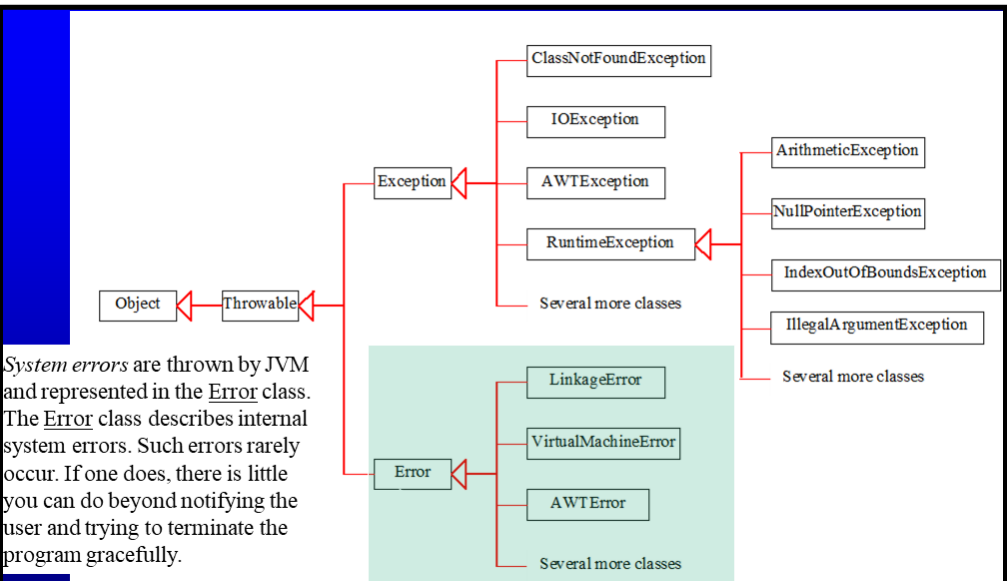 ClassNotFoundException
IOException
ArithmeticException
Exception
AWTException
NullPointerException
RuntimeException
IndexOutOfBoundsException
Object
Throwable
Several more classes
IllegalArgumentException
Several more classes
System errors are thrown by JVM
and represented in the Error class.
The Error class describes internal
system errors. Such errors rarely
occur. If one does, there is little
you can do beyond notifying the
user and trying to terminate the
program gracefully.
LinkageError
VirtualMachineError
Error
AWTError
Several more classes